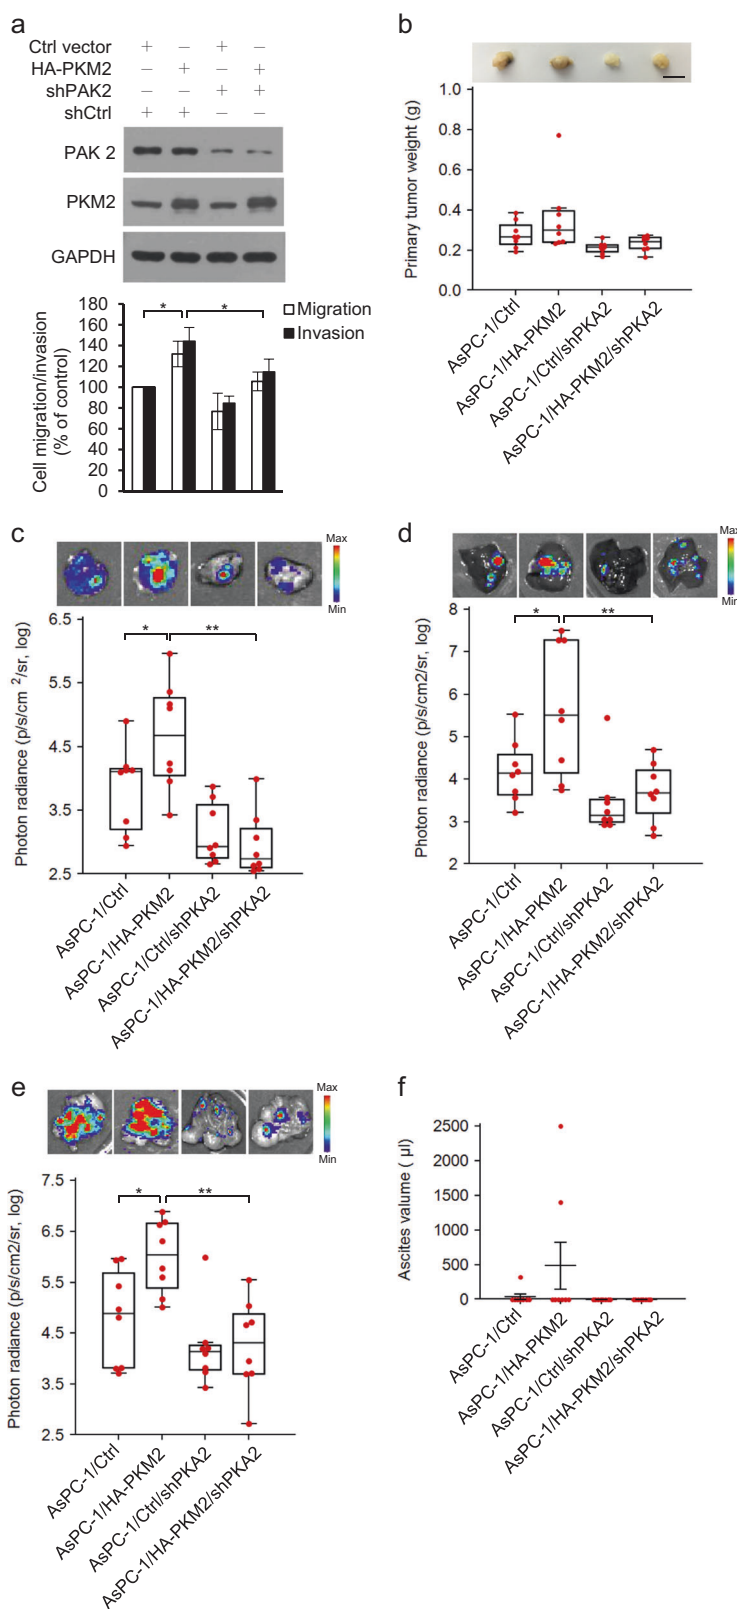 a
Ctrl vector + − + −
HA-PKM2 − + − +
shPAK2 − − + +
shCtrl + + − −
PAK 2
PKM2
GAPDH
Cell migration/invasion
(% of control)
180
160
140
120
100
80
60
40
20
0
* *
Migration
Invasion
b
Primary tumor weight (g)
1.0
0.8
0.6
0.4
0.2
0.0
AsPC-1/Ctrl
AsPC-1/HA-PKM2
AsPC-1/Ctrl/shPKA2
AsPC-1/HA-PKM2/shPKA2
c
Max
Min
Photon radiance (p/s/cm 2/sr, log)
6.5
5.5
4.5
3.5
2.5
* **
AsPC-1/Ctrl
AsPC-1/HA-PKM2
AsPC-1/Ctrl/shPKA2
AsPC-1/HA-PKM2/shPKA2
d
Max
Min
Photon radiance (p/s/cm2/sr, log)
8
7
6
5
4
3
2
* **
AsPC-1/Ctrl
AsPC-1/HA-PKM2
AsPC-1/Ctrl/shPKA2
AsPC-1/HA-PKM2/shPKA2
e
Max
Min
Photon radiance (p/s/cm2/sr, log)
7.5
6.5
5.5
4.5
3.5
2.5
* **
AsPC-1/Ctrl
AsPC-1/HA-PKM2
AsPC-1/Ctrl/shPKA2
AsPC-1/HA-PKM2/shPKA2
f
Ascites valume ( μl)
2500
2000
1500
1000
500
0
AsPC-1/Ctrl
AsPC-1/HA-PKM2
AsPC-1/Ctrl/shPKA2
AsPC-1/HA-PKM2/shPKA2